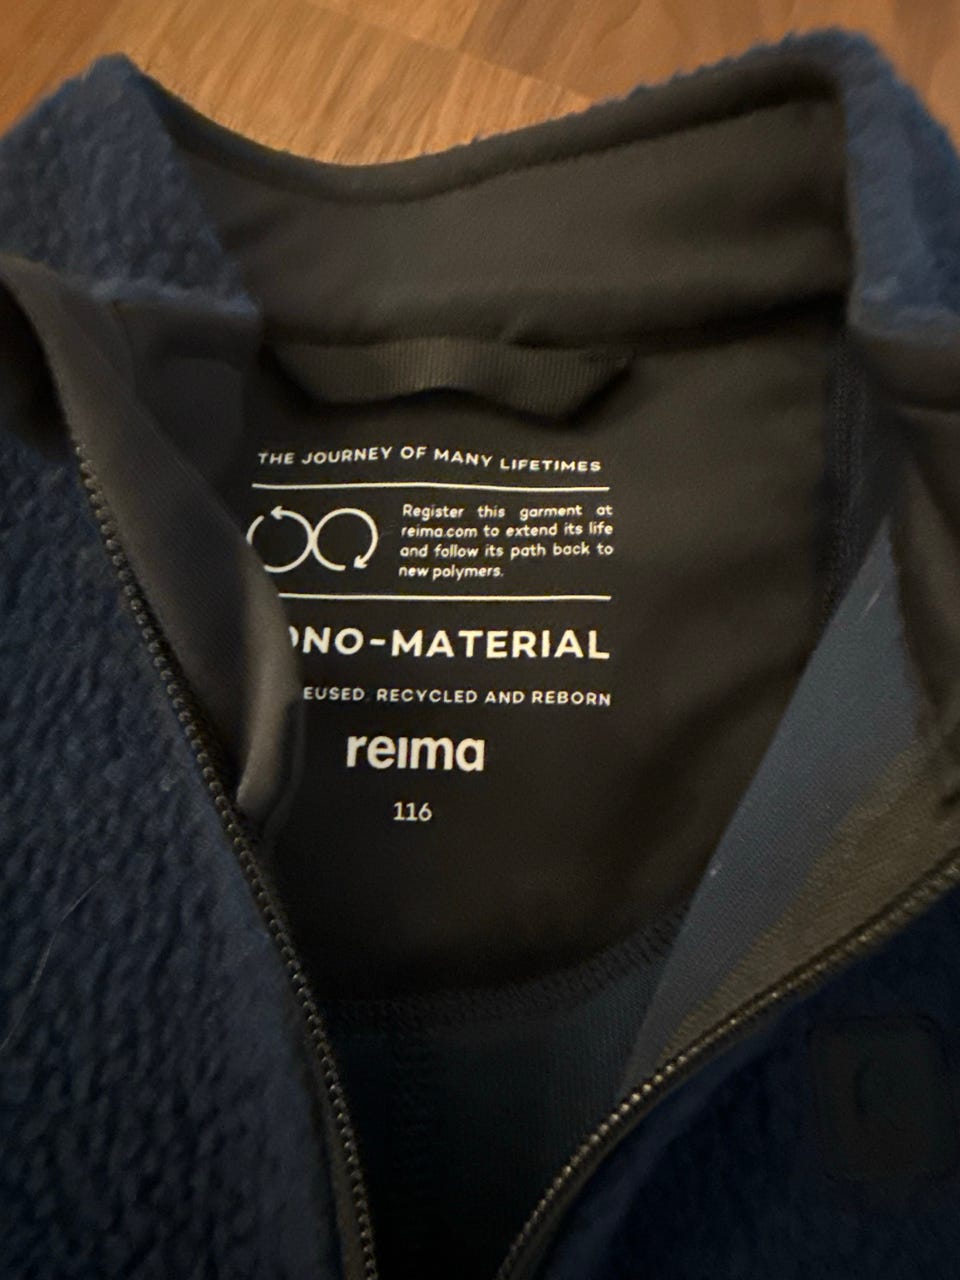 THE JOURNEY OF MANY LIFETIMES
Register this garment at
reima.com to extend its life
and follow its path back to
new polymers.
ONO-MATERIAL
EUSED, RECYCLED AND REBORN
reima
116